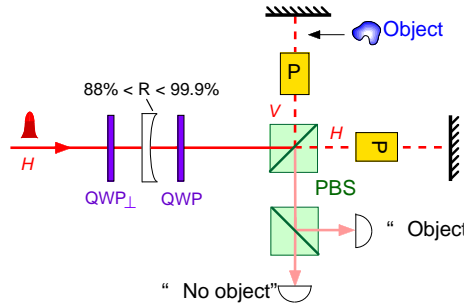 Object
P
88% < R < 99.9%
V
H
P
H
QWP⊥
QWP
PBS
“ Object
“ No object”